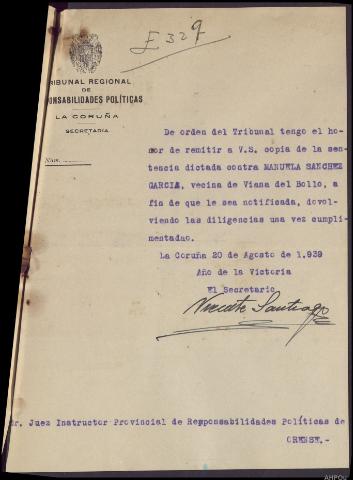 E 329
RIBUNAL REGIONAL
DE
PONSABILIDADES POLÍTICAS
LA CORUÑA
SECRETARIA
Núm.
De orden del Tribunal tengo el ho-
nor de remitir a V.S. copia de la sen-
tencia dictada contra MANUELA SANCHEZ
GARCIA, vecina de Viana del Bollo, a
fin de que le sea notificada, devol-
viendo las diligencias una vez cumpli-
mentadas.
La Coruña 20 de Agosto de 1.939
Año de la Victoria
El Secretario
Vicente Santiago
Sr. Juez Instructor Provincial de Responsabilidades Políticas de
ORENSE.-
AHPOu